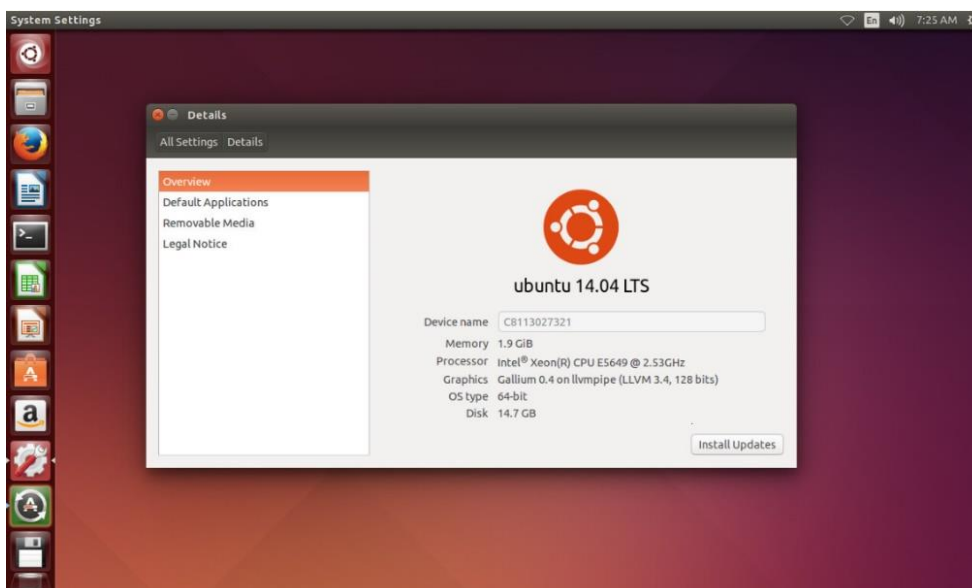 System Settings
En 7:25 AM
Details
All Settings Details
Overview
Default Applications
Removable Media
Legal Notice
ubuntu 14.04 LTS
Device name C8113027321
Memory 1.9 GiB
Processor Intel® Xeon(R) CPU E5649 @ 2.53GHz
Graphics Gallium 0.4 on llvmpipe (LLVM 3.4, 128 bits)
OS type 64-bit
Disk 14.7 GB
Install Updates
a